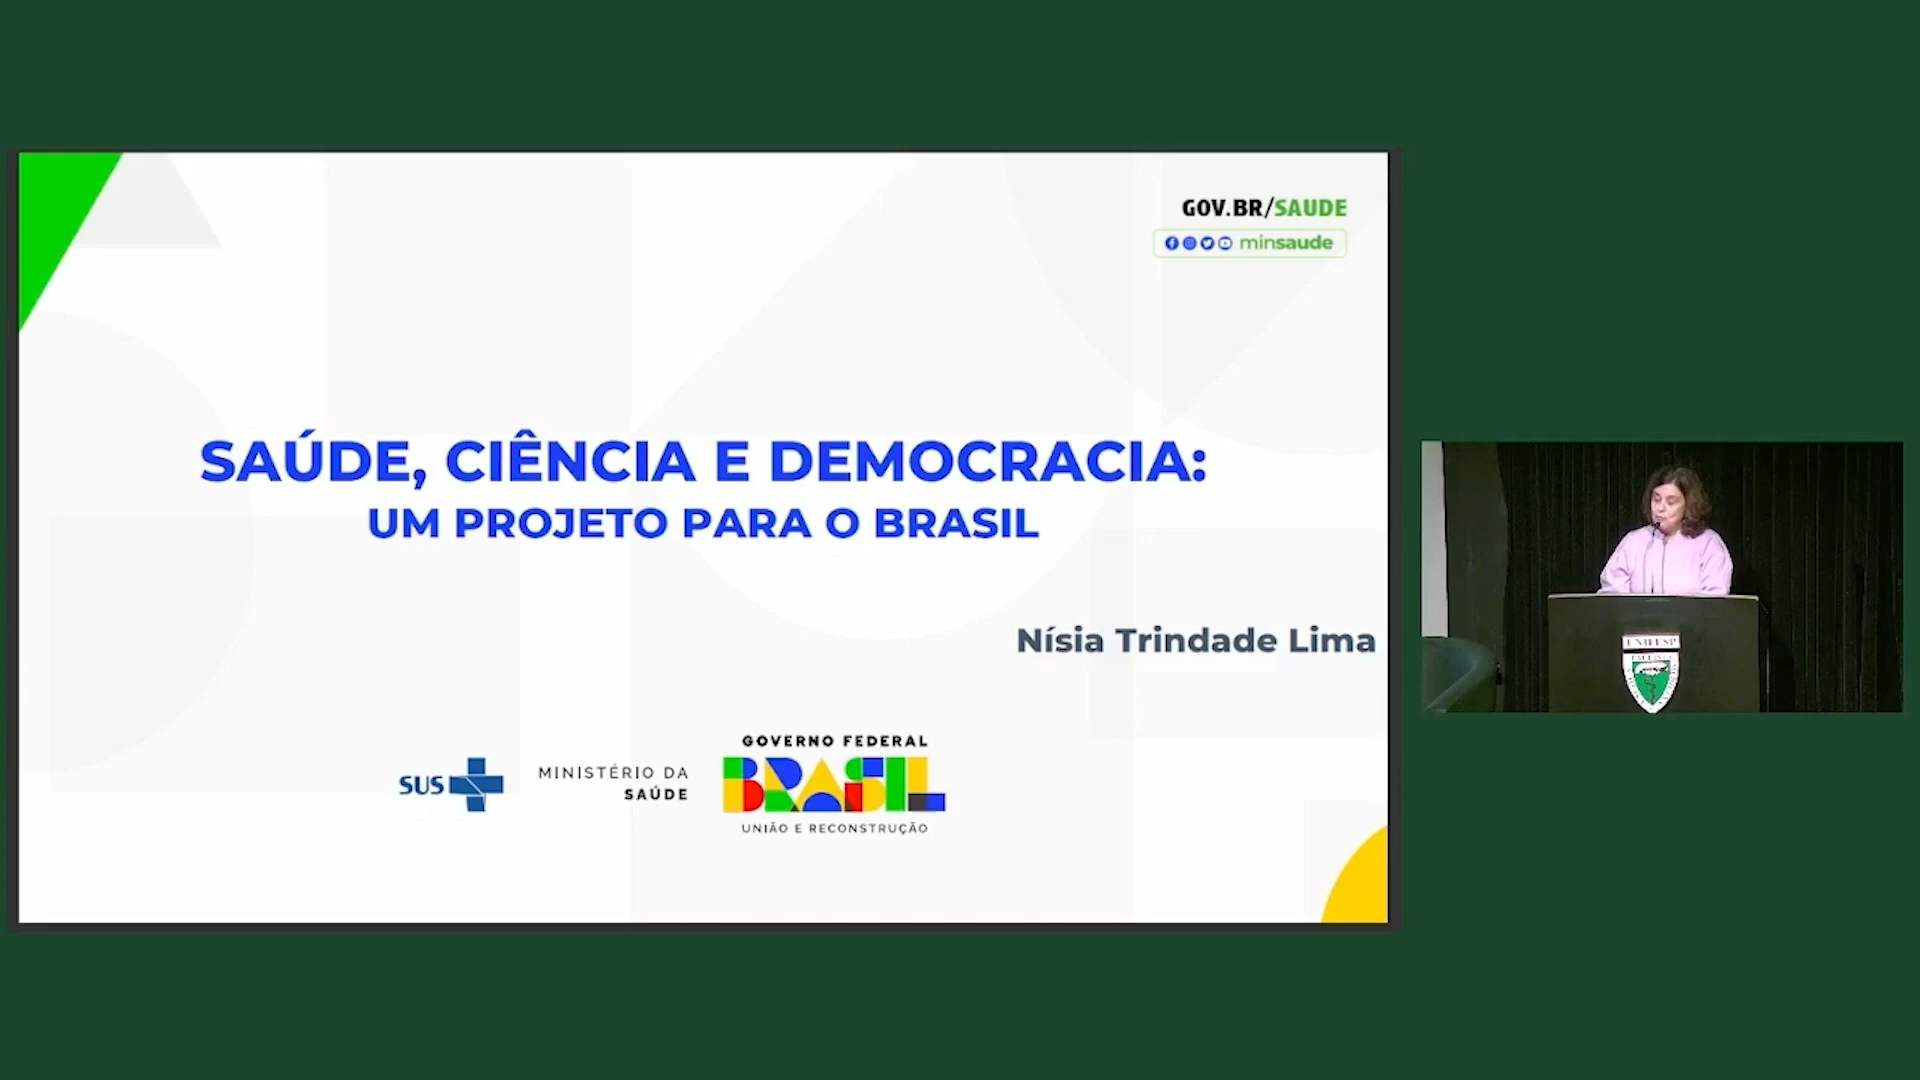 GOV.BR/SAUDE
minsaude
SAÚDE, CIÊNCIA E DEMOCRACIA:
UM PROJETO PARA O BRASIL
Nísia Trindade Lima
SUS
MINISTÉRIO DA
SAÚDE
GOVERNO FEDERAL
BRASIL
UNIÃO E RECONSTRUÇÃO
UNIFESP